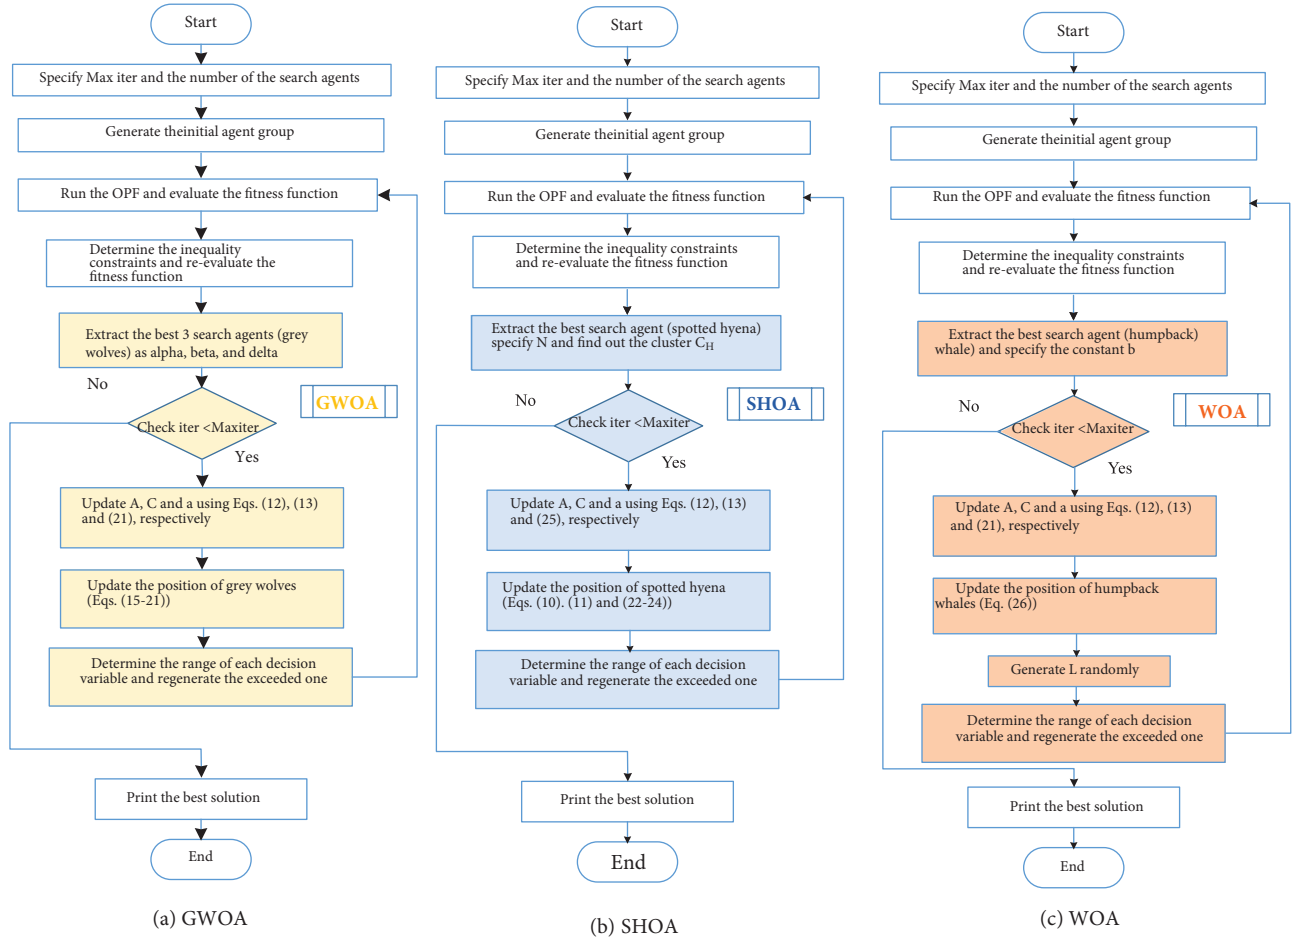 Start
Specify Max iter and the number of the search agents
Generate theinitial agent group
Run the OPF and evaluate the fitness function
Determine the inequality
constraints and re-evaluate the
fitness function
Extract the best 3 search agents (grey
wolves) as alpha, beta, and delta
No
GWOA
Check iter <Maxiter
Yes
Update A, C and a using Eqs. (12), (13)
and (21), respectively
Update the position of grey wolves
(Eqs. (15-21))
Determine the range of each decision
variable and regenerate the exceeded one
Print the best solution
End
(a) GWOA
Start
Specify Max iter and the number of the search agents
Generate theinitial agent group
Run the OPF and evaluate the fitness function
Determine the inequality constraints
and re-evaluate the fitness function
Extract the best search agent (spotted hyena)
specify N and find out the cluster CH
No
SHOA
Check iter <Maxiter
Yes
Update A, C and a using Eqs. (12), (13)
and (25), respectively
Update the position of spotted hyena
(Eqs. (10). (11) and (22-24))
Determine the range of each decision
variable and regenerate the exceeded one
Print the best solution
End
(b) SHOA
Start
Specify Max iter and the number of the search agents
Generate theinitial agent group
Run the OPF and evaluate the fitness function
Determine the inequality constraints
and re-evaluate the fitness function
Extract the best search agent (humpback)
whale) and specify the constant b
No
WOA
Check iter <Maxiter
Yes
Update A, C and a using Eqs. (12), (13)
and (21), respectively
Update the position of humpback
whales (Eq. (26))
Generate L randomly
Determine the range of each decision
variable and regenerate the exceeded one
Print the best solution
End
(c) WOA